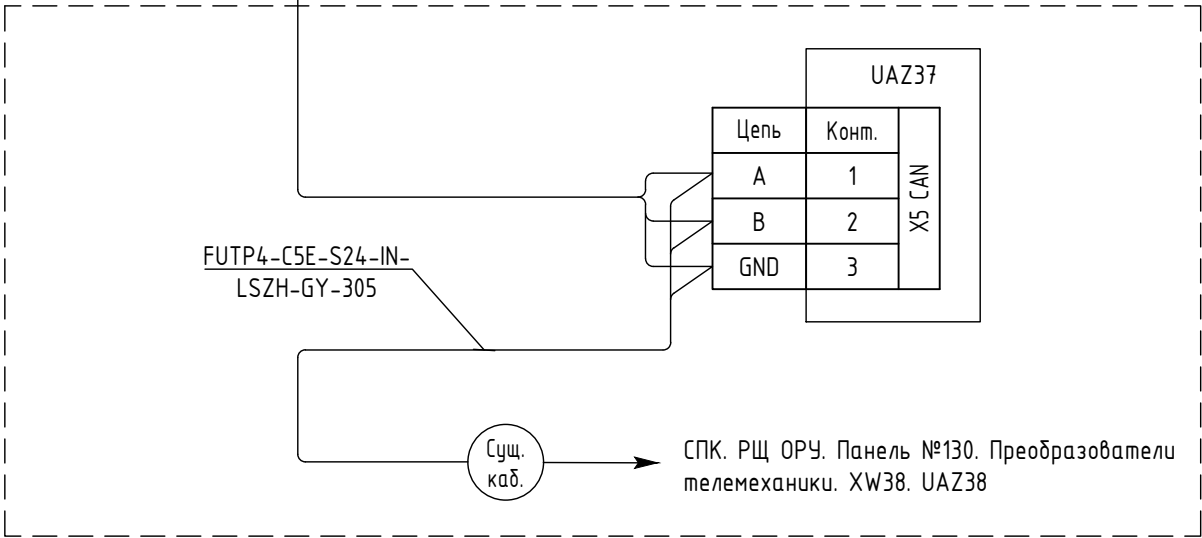 UAZ37
Цепь Конт.
A 1
B 2
GND 3
X5 CAN
FUTP4-C5E-S24-IN-
LSZH-GY-305
Сущ.
каб.
СПК. РЩ ОРУ. Панель №130. Преобразователи
телемеханики. XW38. UAZ38